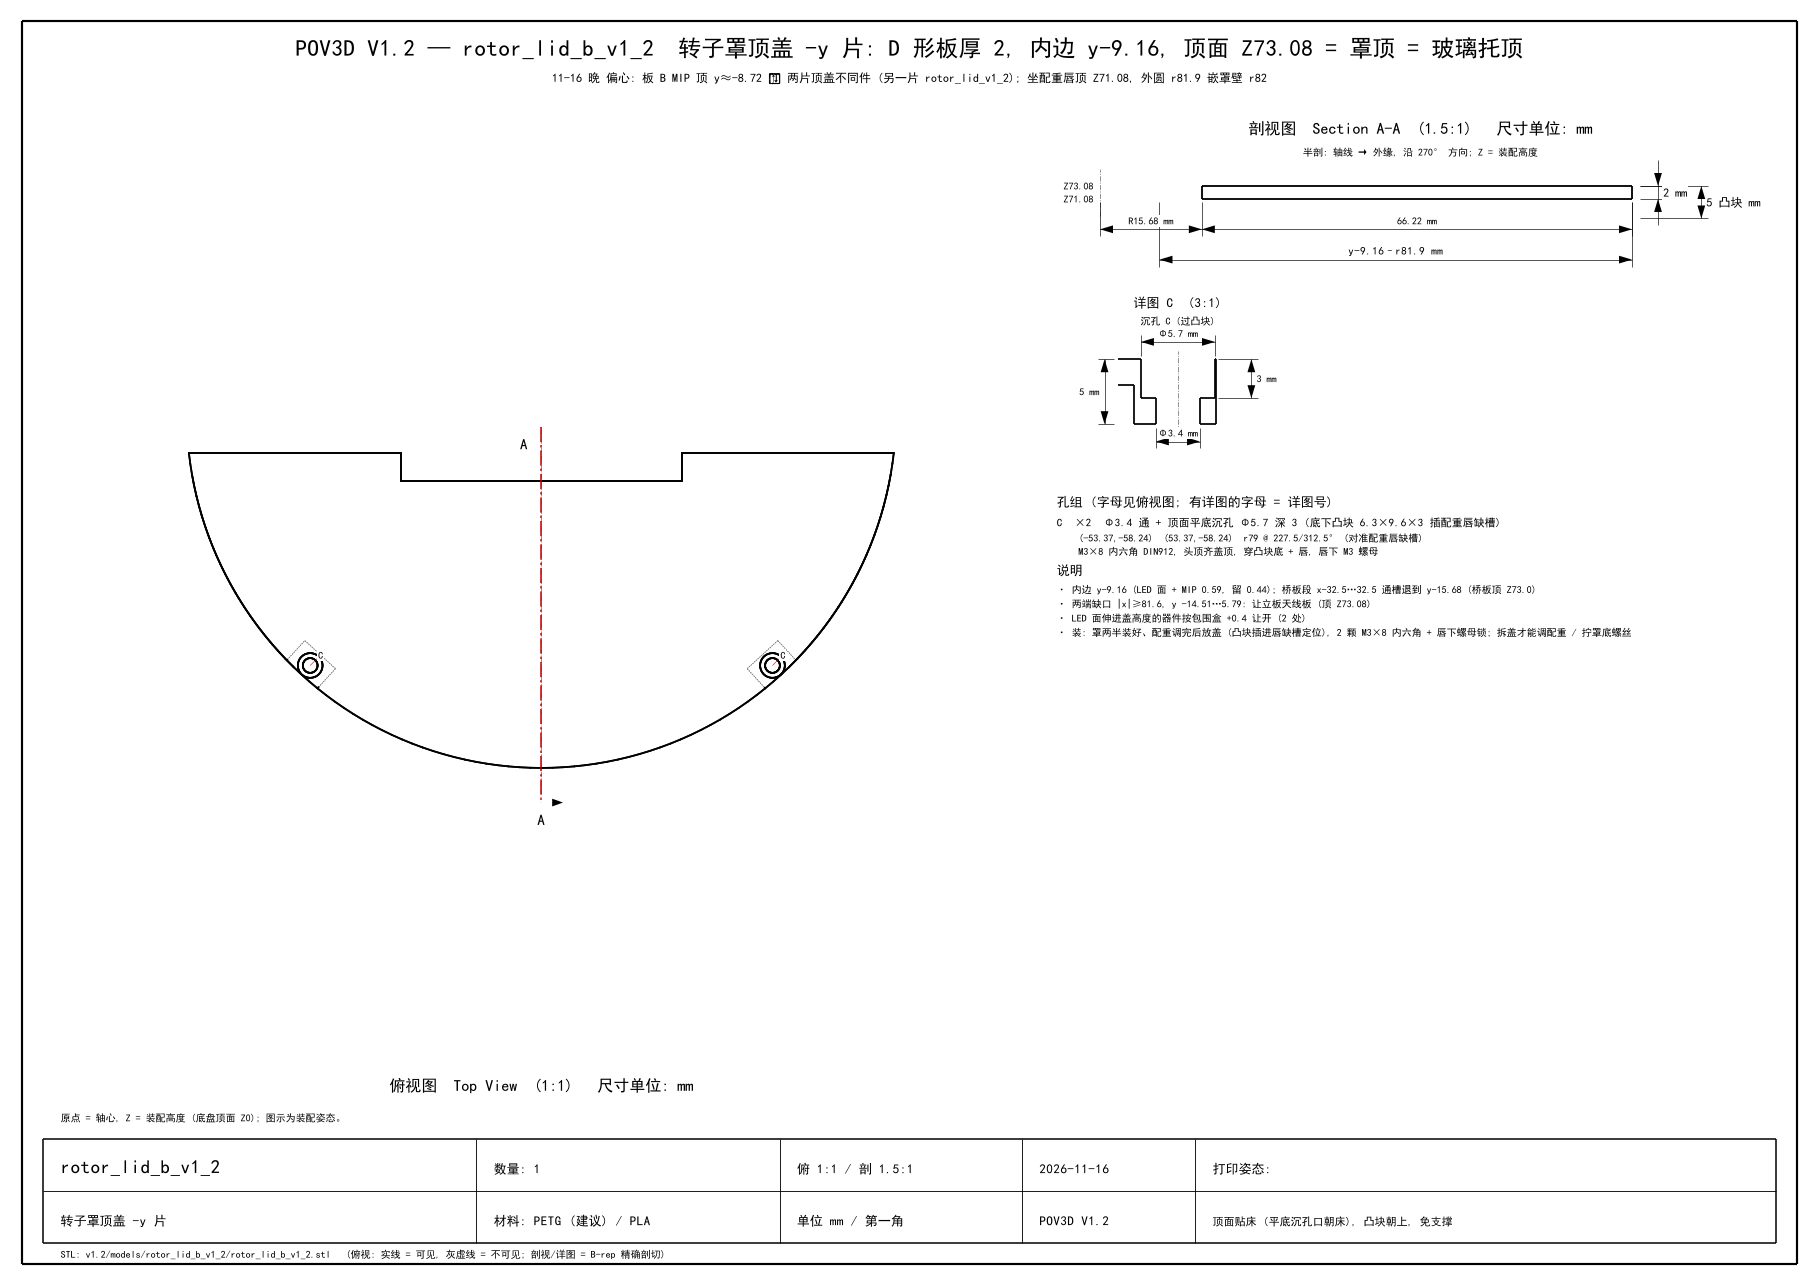 POV3D V1.2 — rotor_lid_b_v1_2  转子罩顶盖 -y 片: D 形板厚 2, 内边 y-9.16, 顶面 Z73.08 = 罩顶 = 玻璃托顶
11-16 晚 偏心: 板 B MIP 顶 y≈-8.72 两片顶盖不同件 (另一片 rotor_lid_v1_2); 坐配重唇顶 Z71.08, 外圆 r81.9 嵌罩壁 r82
剖视图  Section A-A  (1.5:1)  尺寸单位: mm
半剖: 轴线 → 外缘, 沿 270° 方向; Z = 装配高度
Z73.08
Z71.08
2 mm
5 凸块 mm
R15.68 mm
66.22 mm
y-9.16-r81.9 mm
详图 C  (3:1)
沉孔 C (过凸块)
Φ5.7 mm
5 mm
3 mm
Φ3.4 mm
A
C
C
A
孔组 (字母见俯视图; 有详图的字母 = 详图号)
C  ×2  Φ3.4 通 + 顶面平底沉孔 Φ5.7 深 3 (底下凸块 6.3×9.6×3 插配重唇缺槽)
(-53.37,-58.24)  (53.37,-58.24)  r79 @ 227.5/312.5° (对准配重唇缺槽)
M3×8 内六角 DIN912, 头顶齐盖顶, 穿凸块底 + 唇, 唇下 M3 螺母
说明
· 内边 y-9.16 (LED 面 + MIP 0.59, 留 0.44); 桥板段 x-32.5…32.5 通槽退到 y-15.68 (桥板顶 Z73.0)
· 两端缺口 |x|≥81.6, y -14.51…5.79: 让立板天线板 (顶 Z73.08)
· LED 面伸进盖高度的器件按包围盒 +0.4 让开 (2 处)
· 装: 罩两半装好、配重调完后放盖 (凸块插进唇缺槽定位), 2 颗 M3×8 内六角 + 唇下螺母锁; 拆盖才能调配重 / 拧罩底螺丝
俯视图  Top View  (1:1)  尺寸单位: mm
原点 = 轴心, Z = 装配高度 (底盘顶面 Z0); 图示为装配姿态。
rotor_lid_b_v1_2
数量: 1
俯 1:1 / 剖 1.5:1
2026-11-16
打印姿态:
转子罩顶盖 -y 片
材料: PETG (建议) / PLA
单位 mm / 第一角
POV3D V1.2
顶面贴床 (平底沉孔口朝床), 凸块朝上, 免支撑
STL: v1.2/models/rotor_lid_b_v1_2/rotor_lid_b_v1_2.stl  (俯视: 实线 = 可见, 灰虚线 = 不可见; 剖视/详图 = B-rep 精确剖切)